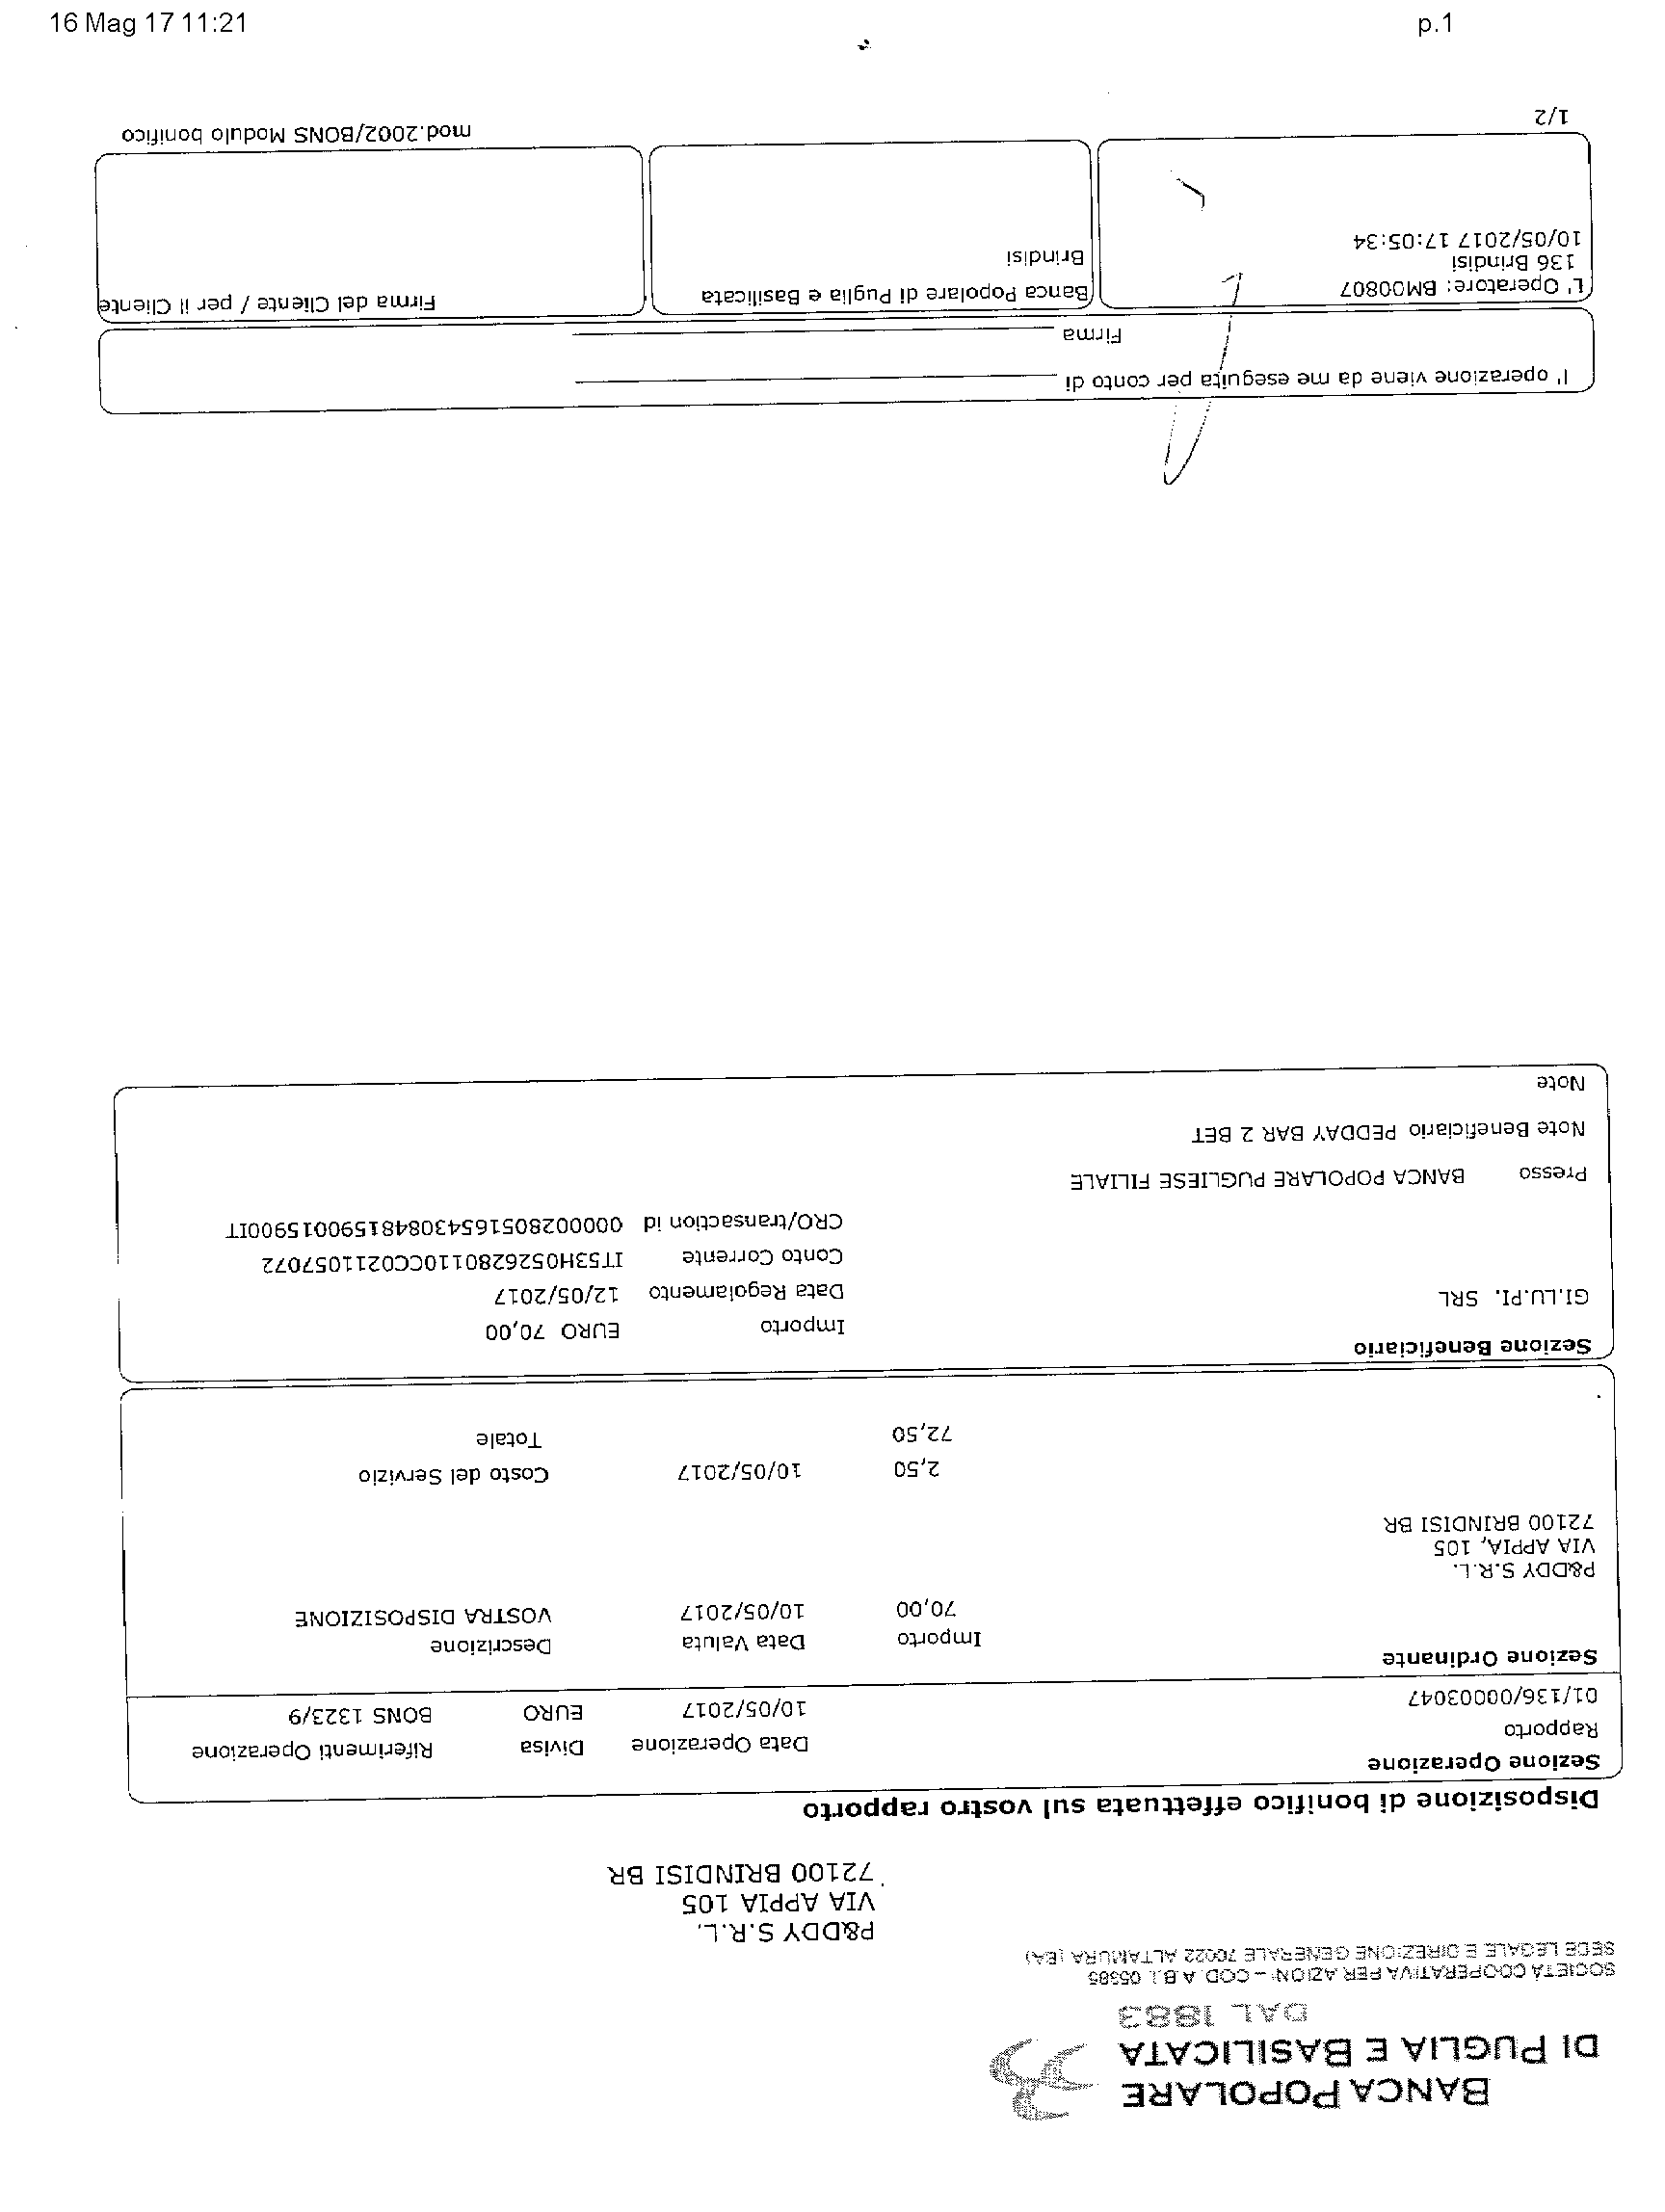 16 Mag 17 11:21 p.1
BANCA POPOLARE
DI PUGLIA E BASILICATA
DAL 1883
SOCIETÀ COOPERATIVA PER AZIONI - COD. A.B.I. 05385
SEDE LEGALE E DIREZIONE GENERALE 70022 ALTAMURA (BA)
P&DDY S.R.L.
VIA APPIA 105
72100 BRINDISI BR
Disposizione di bonifico effettuata sul vostro rapporto
Sezione Operazione
Rapporto Data Operazione Divisa Riferimenti Operazione
01/136/00003047 10/05/2017 EURO BONS 1323/9
Sezione Ordinante
Importo Data Valuta Descrizione
70,00 10/05/2017 VOSTRA DISPOSIZIONE
P&DDY S.R.L.
VIA APPIA, 105
72100 BRINDISI BR
2,50 10/05/2017 Costo del Servizio
72,50 Totale
Sezione Beneficiario
Importo EURO 70,00
GI.LU.PI. SRL Data Regolamento 12/05/2017
Conto Corrente IT53H0526280110CC0211057072
CRO/transaction id 0000028051654308481590015900IT
Presso BANCA POPOLARE PUGLIESE FILIALE
Note Beneficiario PEDDAY BAR 2 BET
Note
l' operazione viene da me eseguita per conto di
Firma
L' Operatore: BM00807 Banca Popolare di Puglia e Basilicata Firma del Cliente / per il Cliente
136 Brindisi Brindisi
10/05/2017 17:05:34
1/2 mod.2002/BONS Modulo bonifico